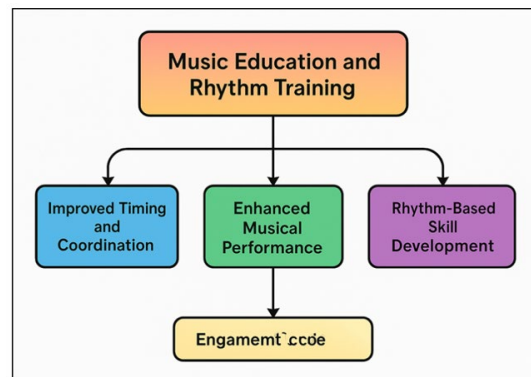 Music Education and
Rhythm Training
Improved Timing
and
Coordination
Enhanced
Musical
Performance
Rhythm-Based
Skill
Development